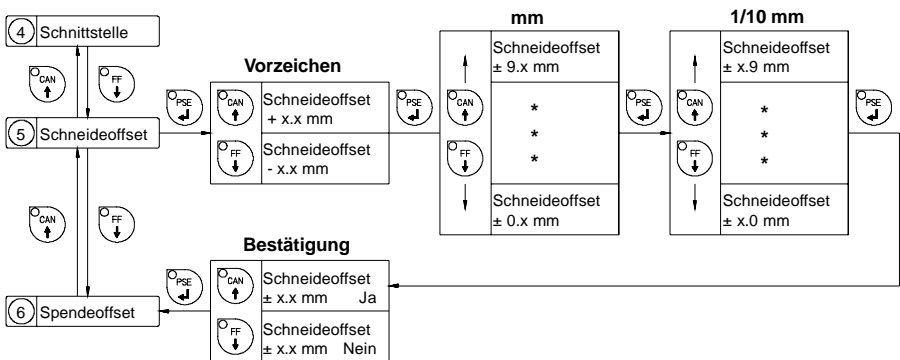 mm
1/10 mm
4 Schnittstelle
CAN
FF
Vorzeichen
5 Schneideoffset
PSE
CAN
Schneideoffset
+ x.x mm
FF
Schneideoffset
- x.x mm
PSE
CAN
FF
Schneideoffset
± 9.x mm
*
*
*
Schneideoffset
± 0.x mm
PSE
CAN
FF
Schneideoffset
± x.9 mm
*
*
*
Schneideoffset
± x.0 mm
PSE
CAN
FF
Bestätigung
PSE
CAN
Schneideoffset
± x.x mm Ja
FF
Schneideoffset
± x.x mm Nein
6 Spendeoffset